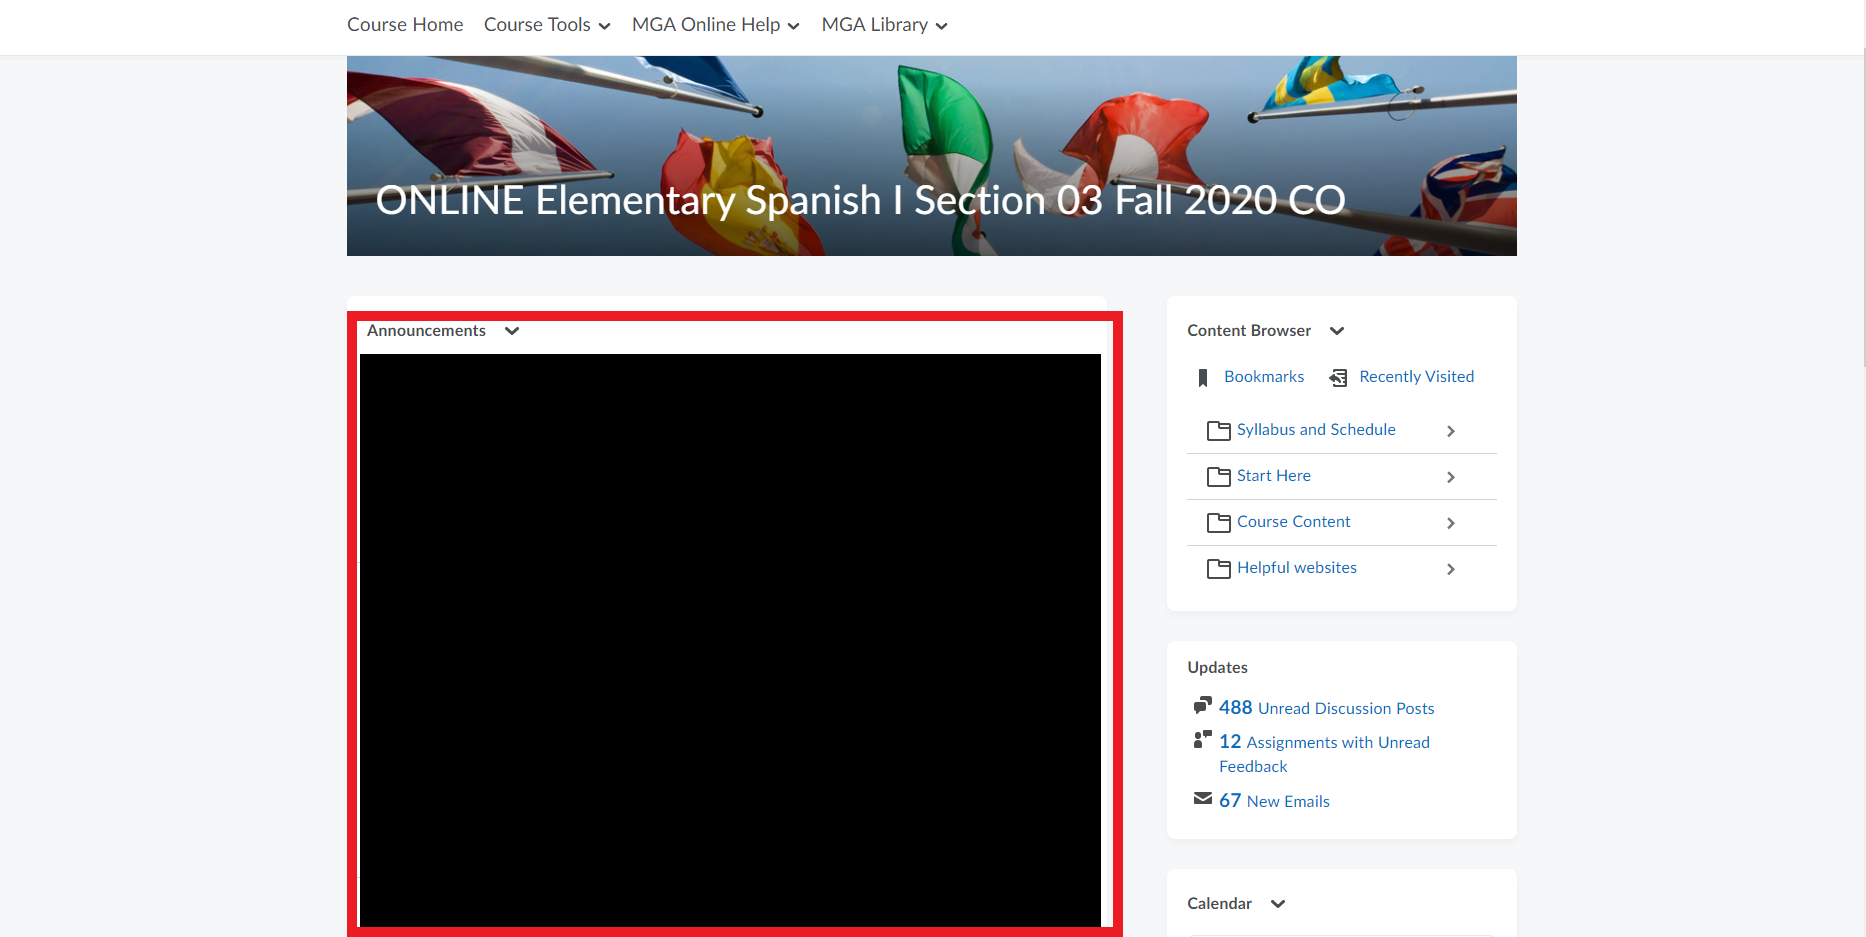 Course Home Course Tools MGA Online Help MGA Library
ONLINE Elementary Spanish I Section 03 Fall 2020 CO
Announcements
Content Browser
Bookmarks Recently Visited
Syllabus and Schedule
Start Here
Course Content
Helpful websites
Updates
488 Unread Discussion Posts
12 Assignments with Unread
Feedback
67 New Emails
Calendar